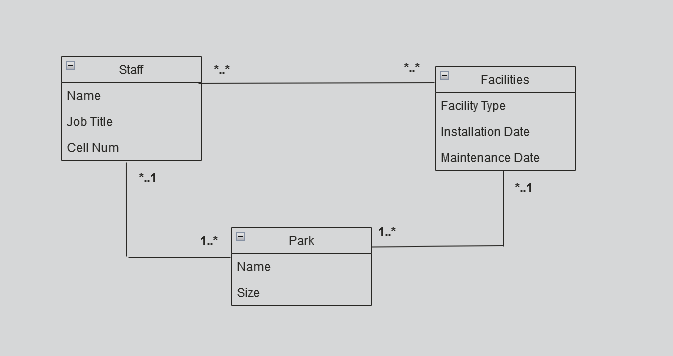 Staff
Name
Job Title
Cell Num
*..*
*..*
Facilities
Facility Type
Installation Date
Maintenance Date
*..1
*..1
1..*
1..*
Park
Name
Size